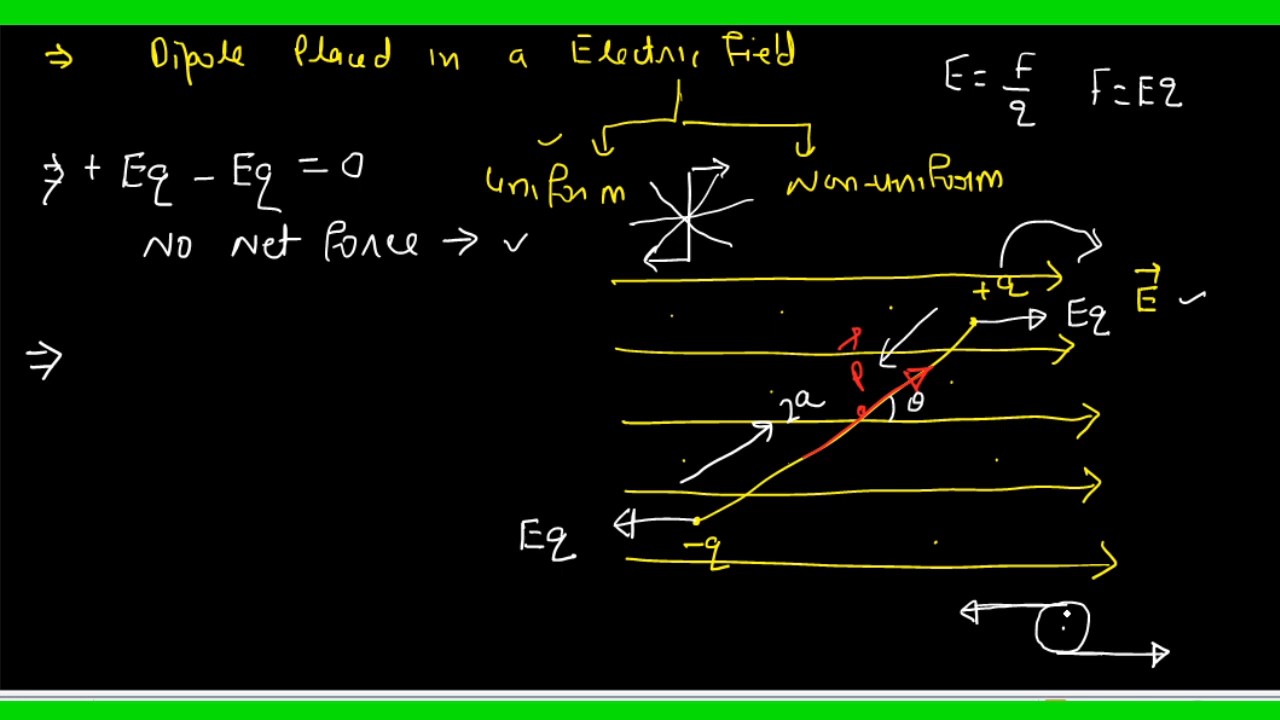 ⇒ Dipole Placed in a Electric Field
E = F/q F = Eq
Uniform Non-uniform
⇒ + Eq - Eq = 0
No Net Force → ✓
+q
Eq
E
P
2a
θ
⇒
Eq
-q